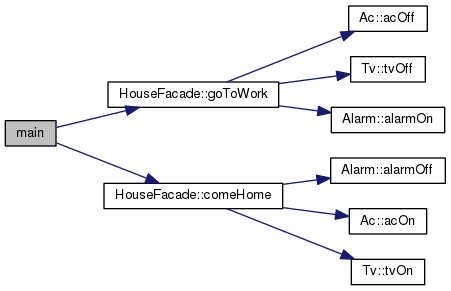 Ac::acOff
Tv::tvOff
HouseFacade::goToWork
Alarm::alarmOn
main
Alarm::alarmOff
HouseFacade::comeHome
Ac::acOn
Tv::tvOn